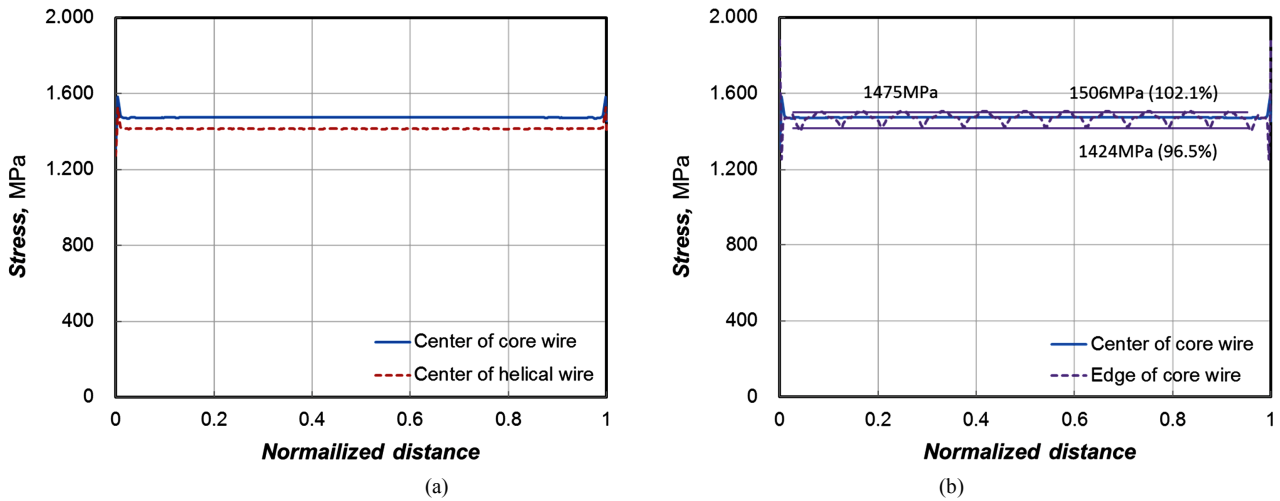 2.000
1.600
1.200
800
400
0
Stress, MPa
0
0.2
0.4
0.6
0.8
1
Normailized distance
Center of core wire
Center of helical wire
(a)
2.000
1.600
1.200
800
400
0
Stress, MPa
1475MPa
1506MPa (102.1%)
1424MPa (96.5%)
Center of core wire
Edge of core wire
0
0.2
0.4
0.6
0.8
1
Normalized distance
(b)